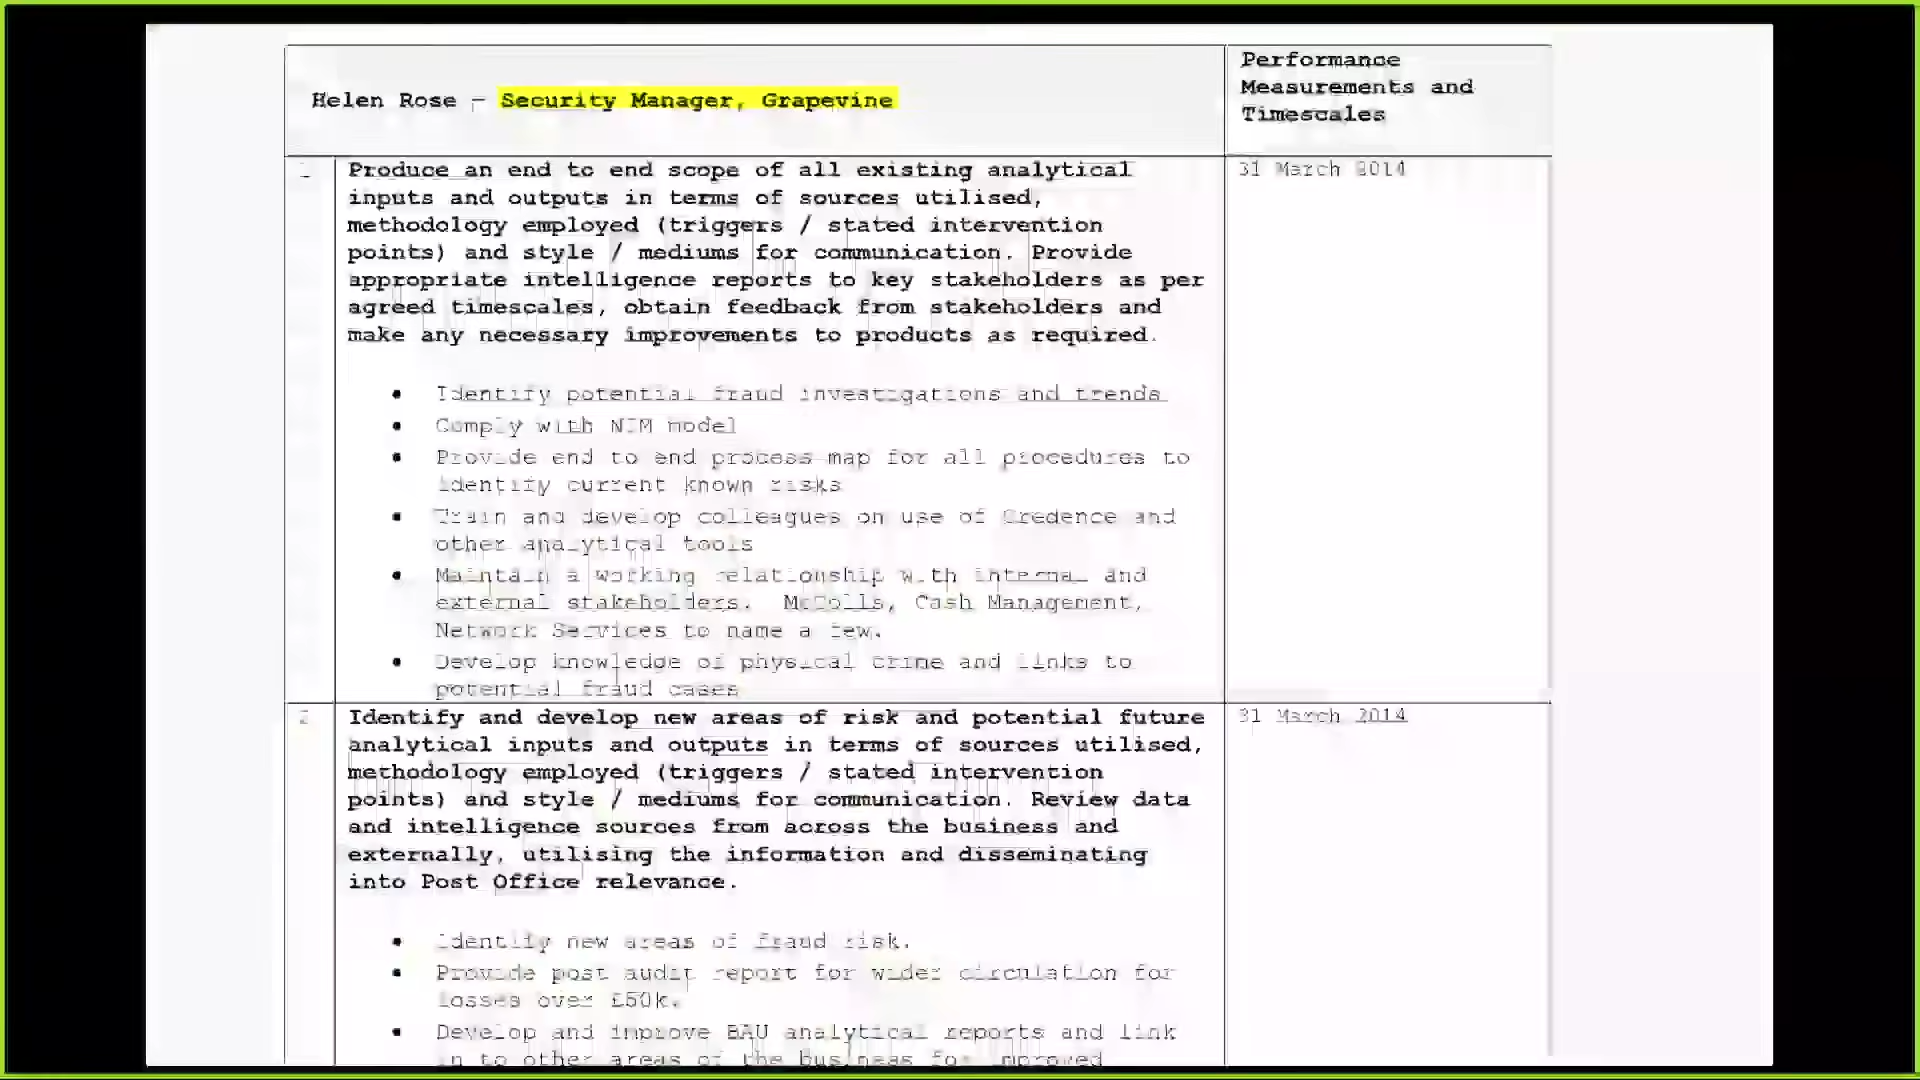 Helen Rose – Security Manager, Grapevine
Performance
Measurements and
Timescales
1
Produce an end to end scope of all existing analytical
inputs and outputs in terms of sources utilised,
methodology employed (triggers / stated intervention
points) and style / mediums for communication. Provide
appropriate intelligence reports to key stakeholders as per
agreed timescales, obtain feedback from stakeholders and
make any necessary improvements to products as required.
31 March 2014
• Identify potential fraud investigations and trends
• Comply with NIM model
• Provide end to end process map for all procedures to
identify current known risks
• Train and develop colleagues on use of Credence and
other analytical tools
• Maintain a working relationship with internal and
external stakeholders. McColls, Cash Management,
Network Services to name a few.
• Develop knowledge of physical crime and links to
potential fraud cases
2
Identify and develop new areas of risk and potential future
analytical inputs and outputs in terms of sources utilised,
methodology employed (triggers / stated intervention
points) and style / mediums for communication. Review data
and intelligence sources from across the business and
externally, utilising the information and disseminating
into Post Office relevance.
31 March 2014
• Identify new areas of fraud risk.
• Provide post audit report for wider circulation for
losses over £50k.
• Develop and improve BAU analytical reports and link
in to other areas of the business for improved